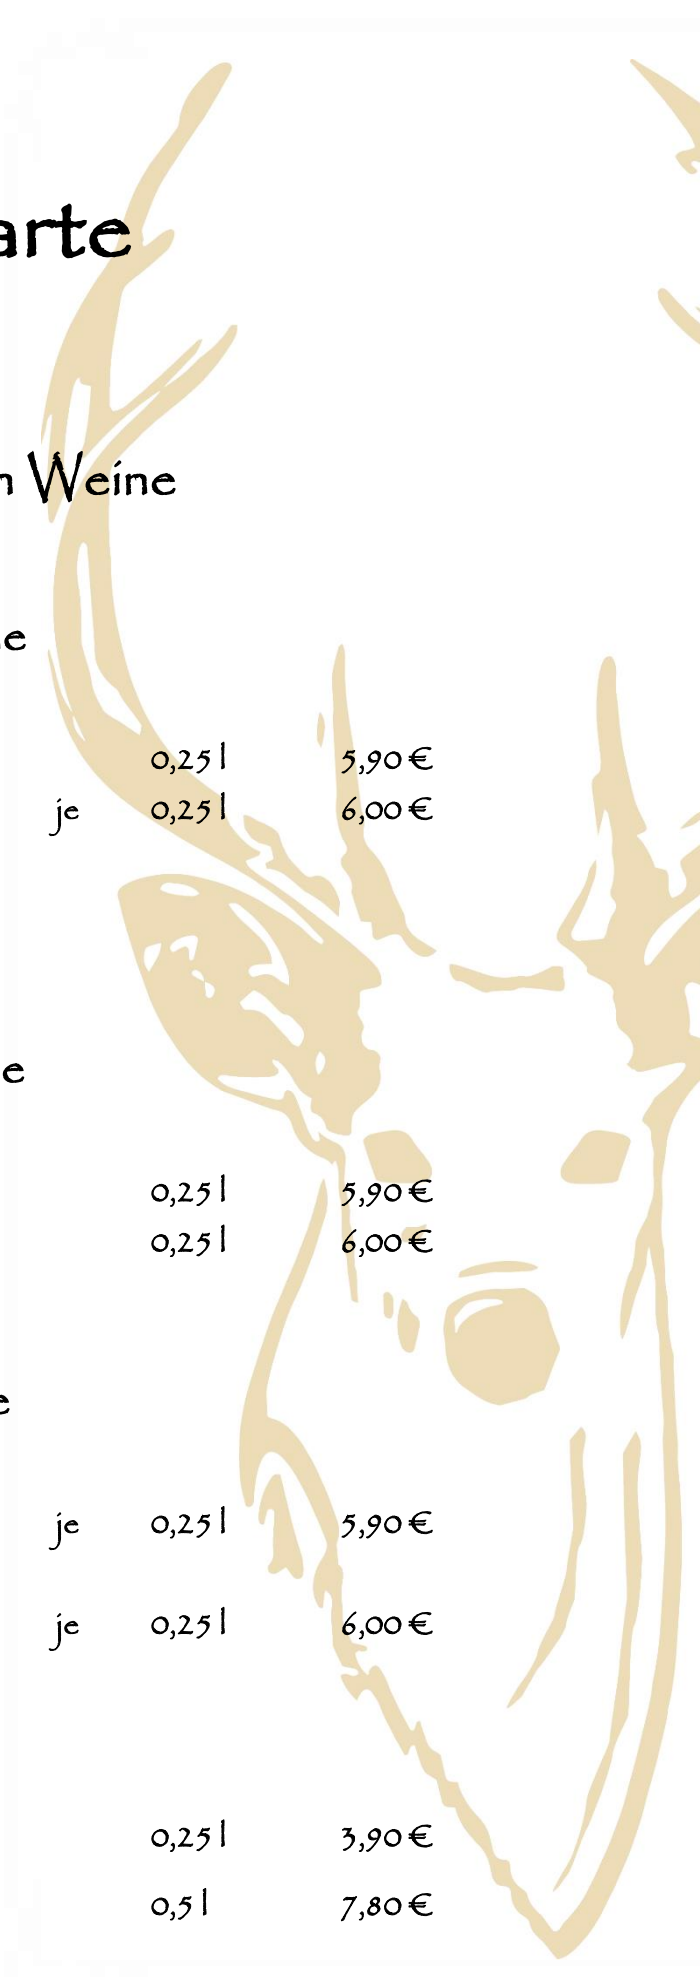 arte
n Weine
e
0,25 l 5,90 €
je 0,25 l 6,00 €
e
0,25 l 5,90 €
0,25 l 6,00 €
e
je 0,25 l 5,90 €
je 0,25 l 6,00 €
0,25 l 3,90 €
0,5 l 7,80 €